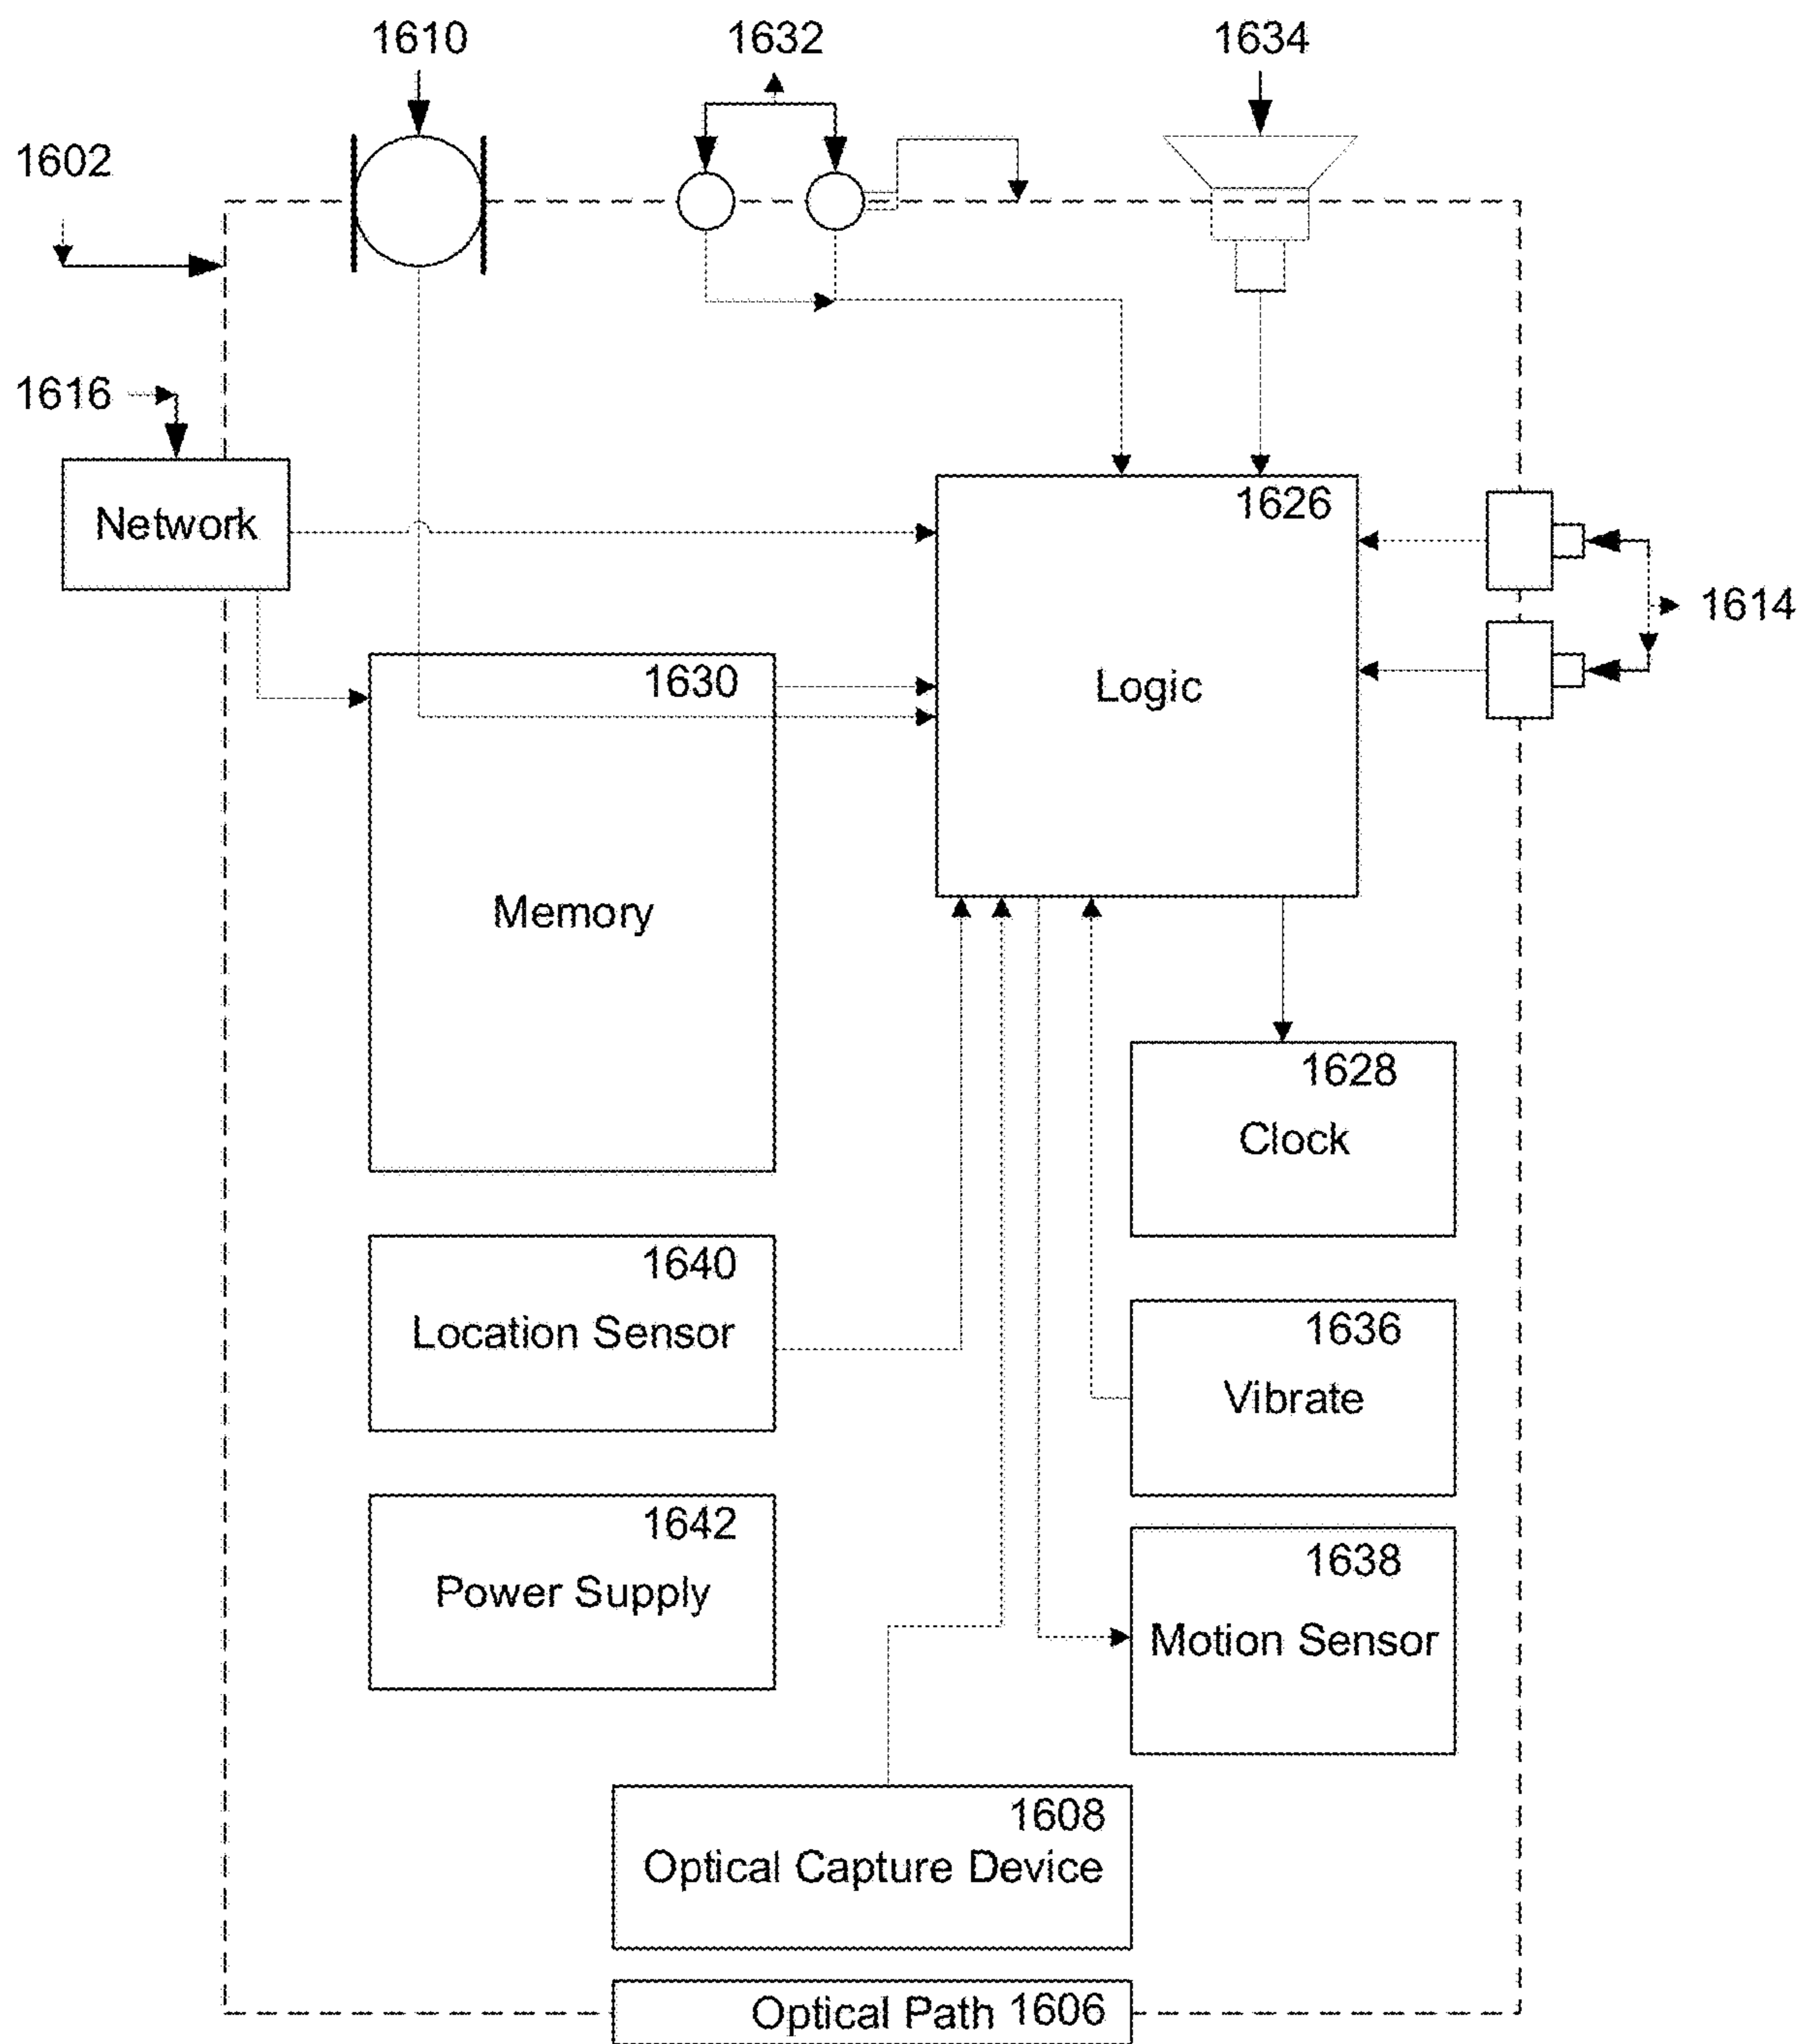 1610
1632
1634
1602
1616
Network
1626
Logic
1614
1630
Memory
1628
Clock
1640
Location Sensor
1636
Vibrate
1642
Power Supply
1638
Motion Sensor
1608
Optical Capture Device
Optical Path 1606